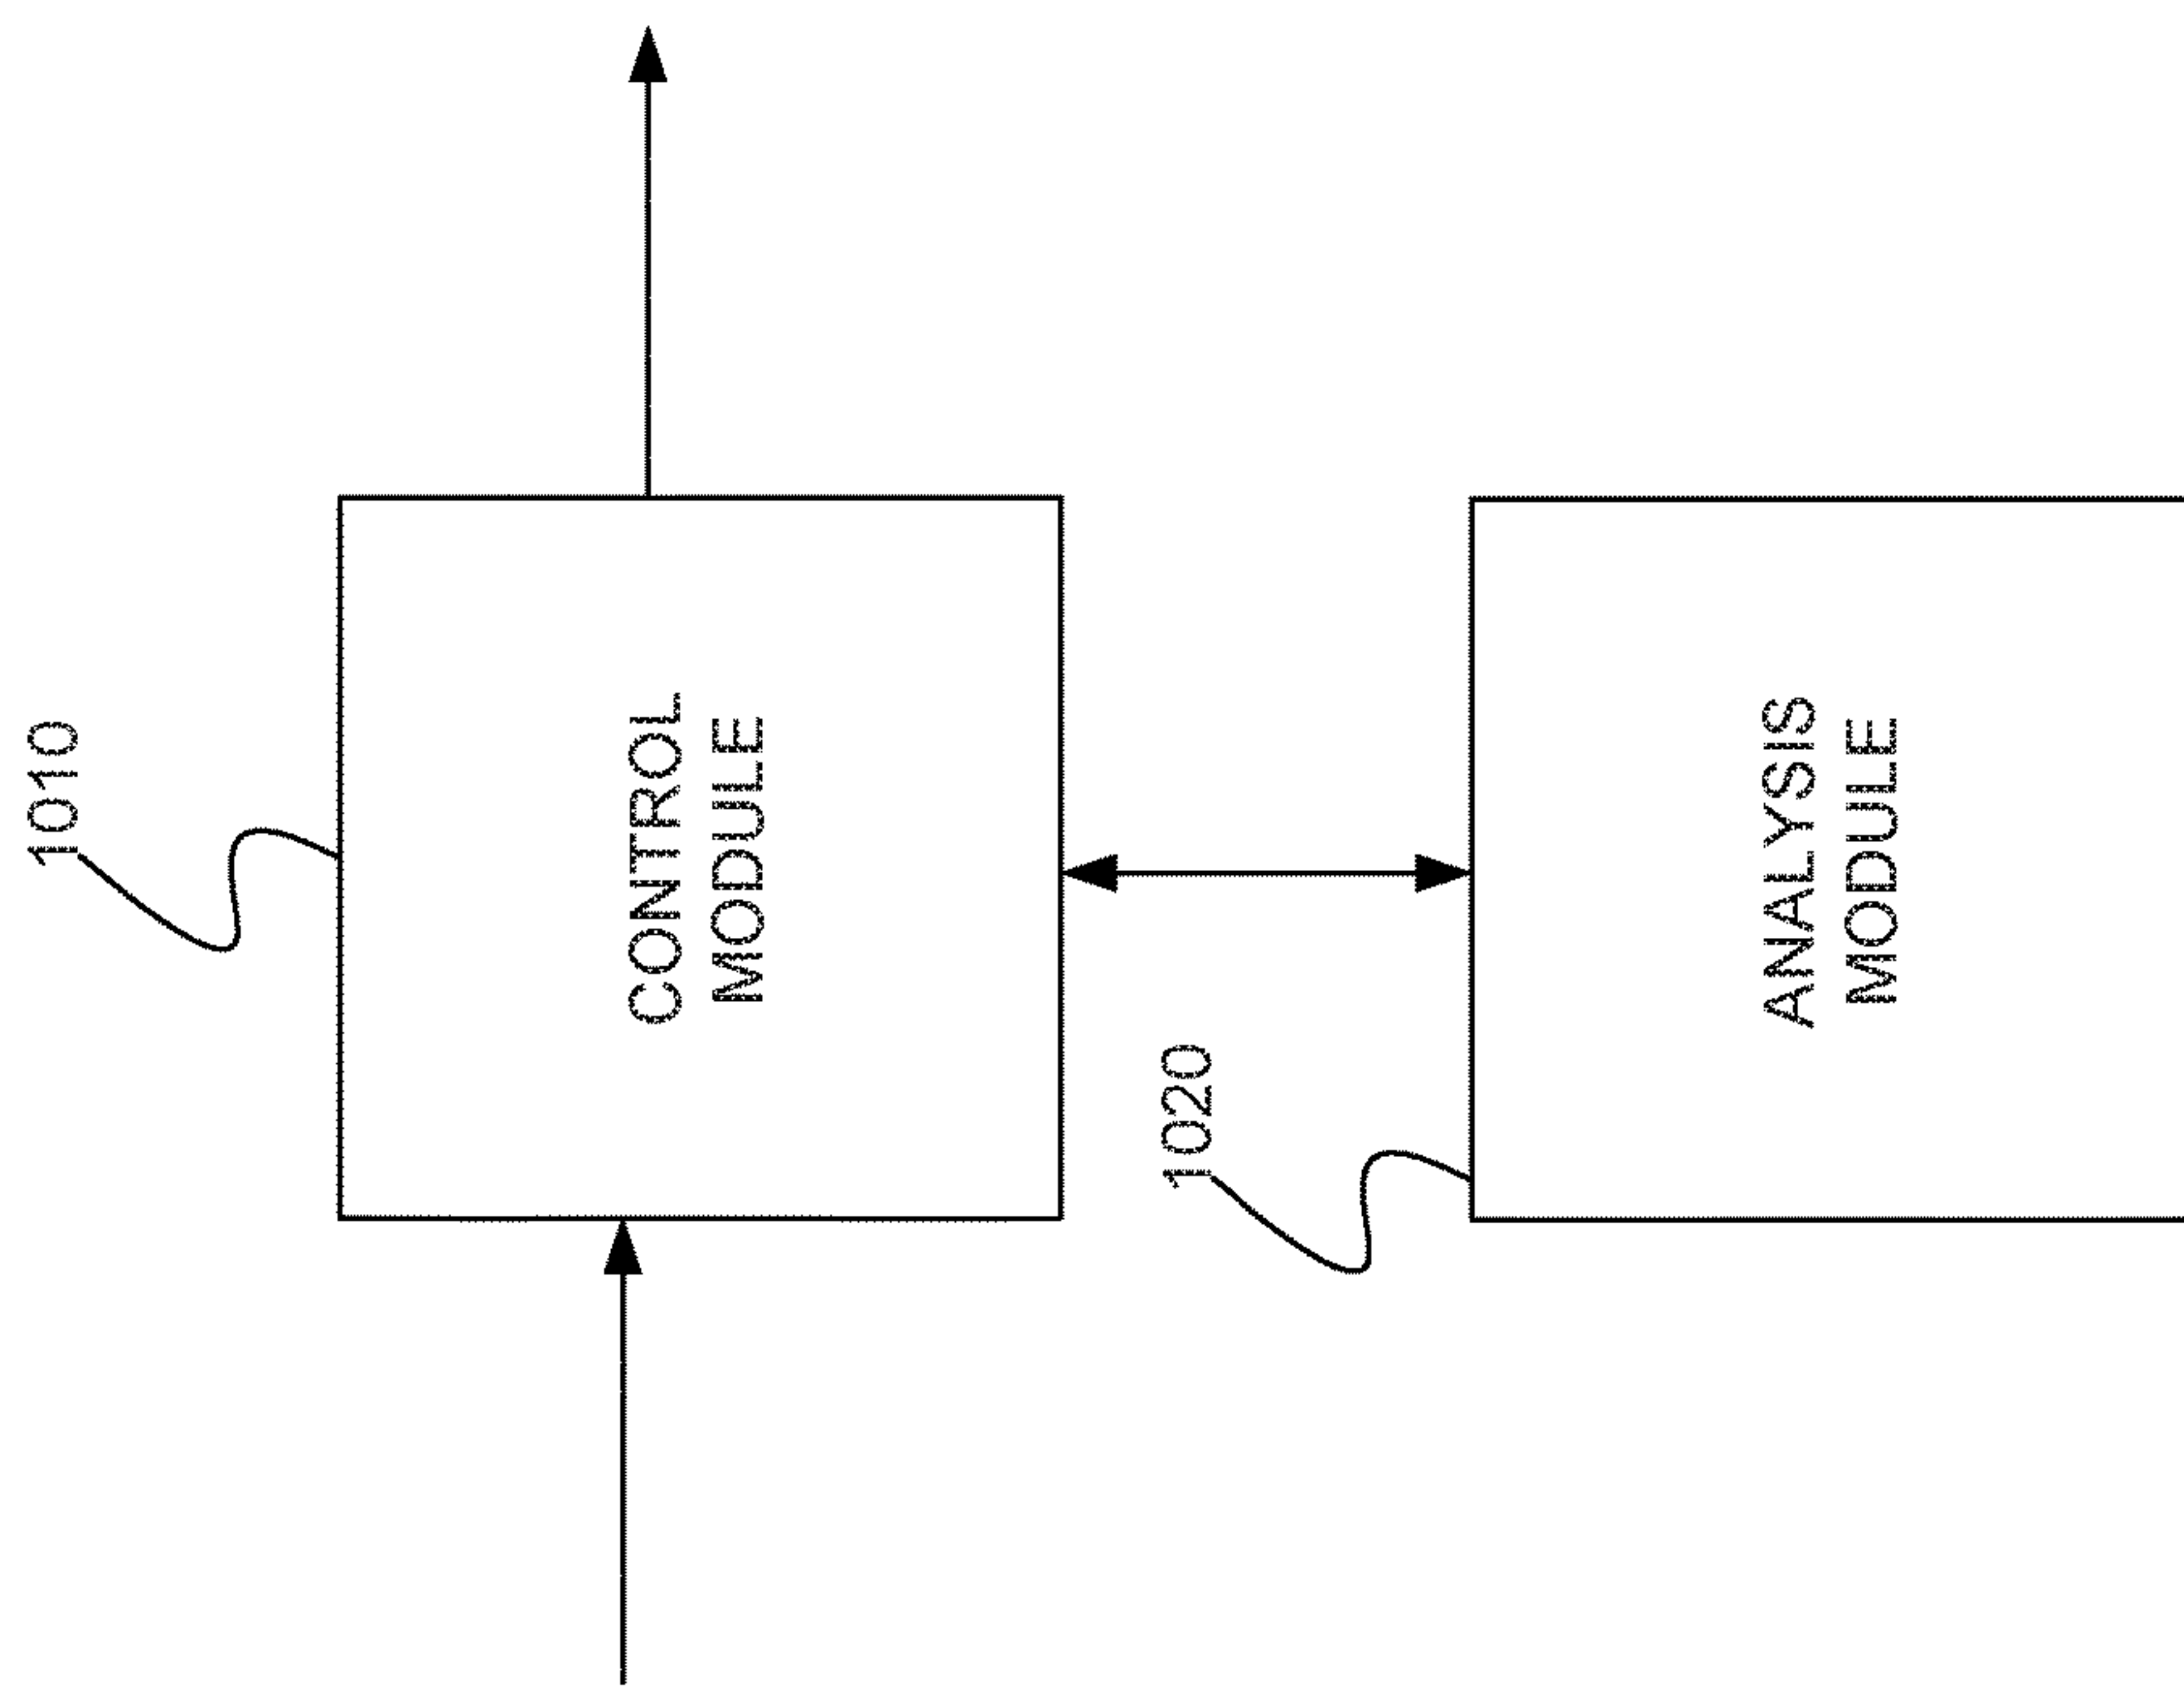 1010
CONTROL
MODULE
1020
ANALYSIS
MODULE